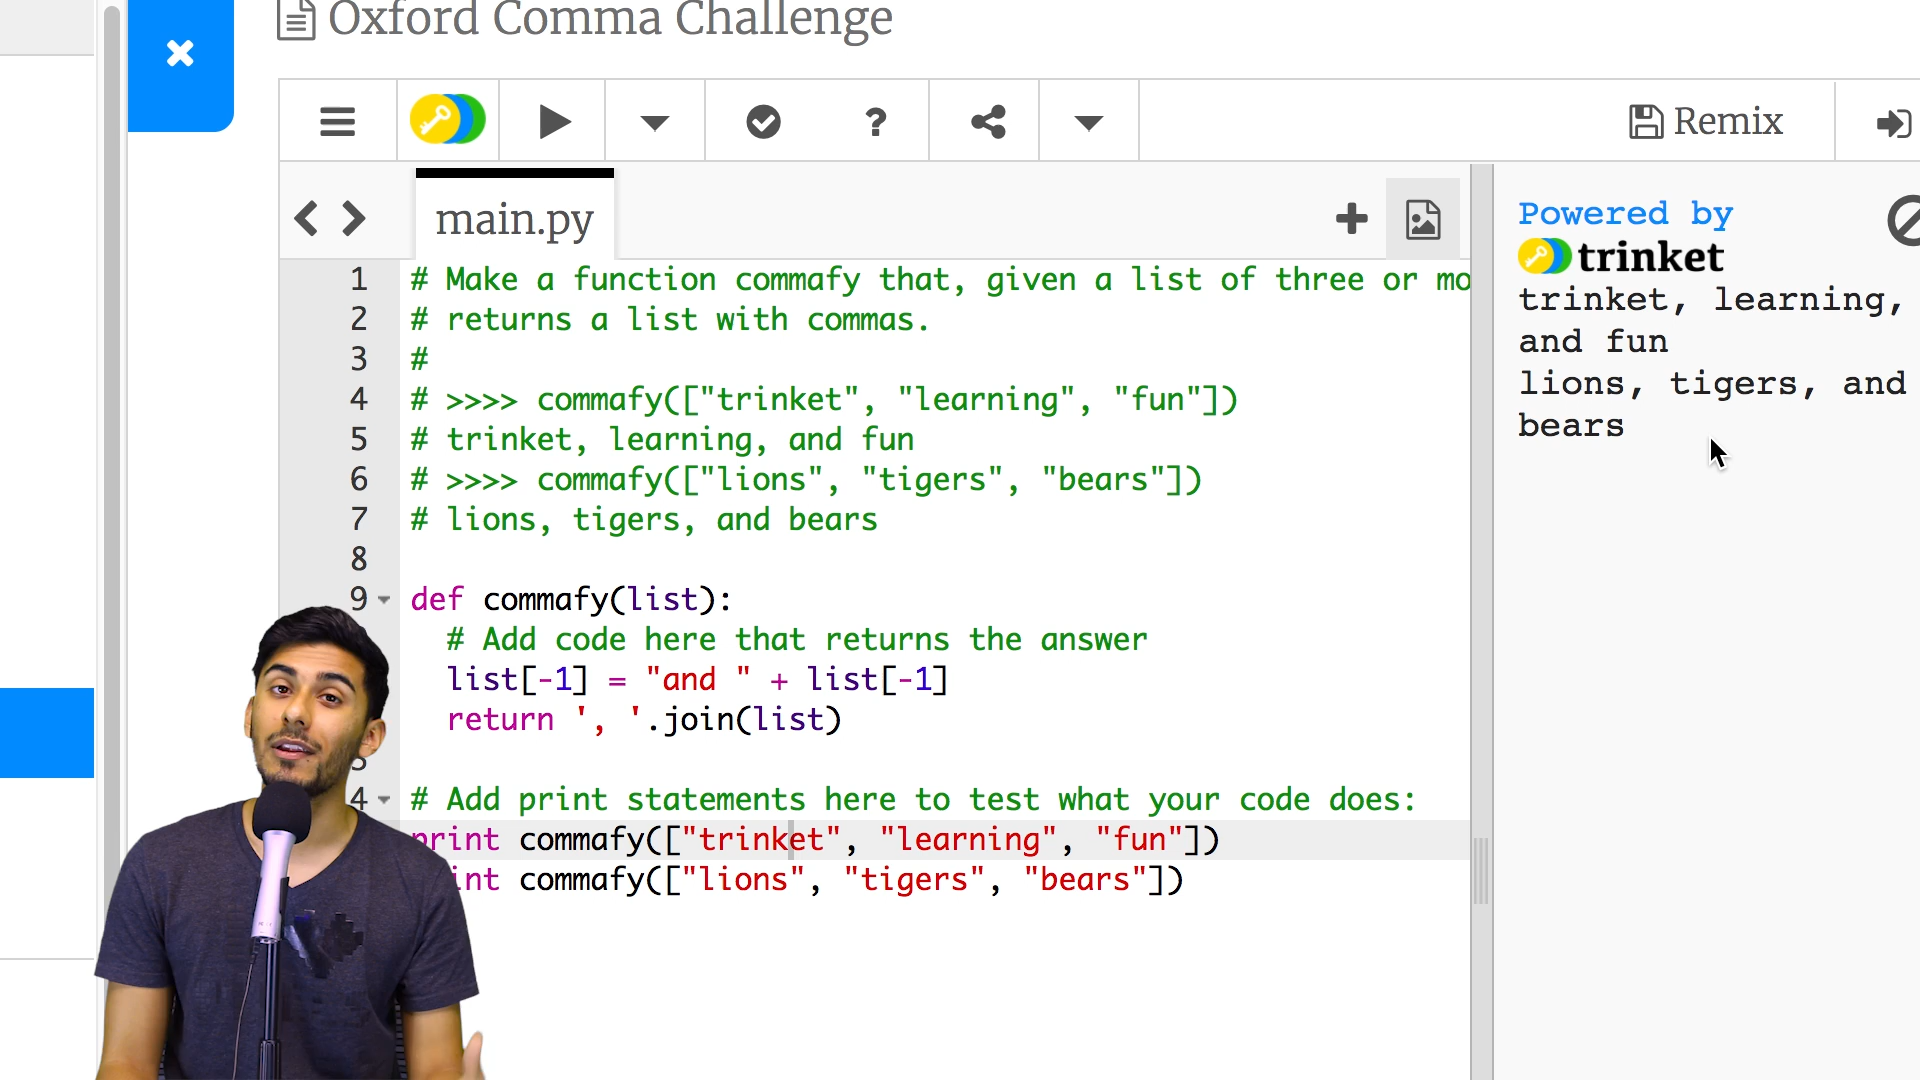 Oxford Comma Challenge
Remix
main.py
Powered by
trinket
trinket, learning,
and fun
lions, tigers, and
bears
1 # Make a function commafy that, given a list of three or mo
2 # returns a list with commas.
3 #
4 # >>>> commafy(["trinket", "learning", "fun"])
5 # trinket, learning, and fun
6 # >>>> commafy(["lions", "tigers", "bears"])
7 # lions, tigers, and bears
8
9 def commafy(list):
# Add code here that returns the answer
list[-1] = "and " + list[-1]
return ', '.join(list)
4 # Add print statements here to test what your code does:
print commafy(["trinket", "learning", "fun"])
int commafy(["lions", "tigers", "bears"])